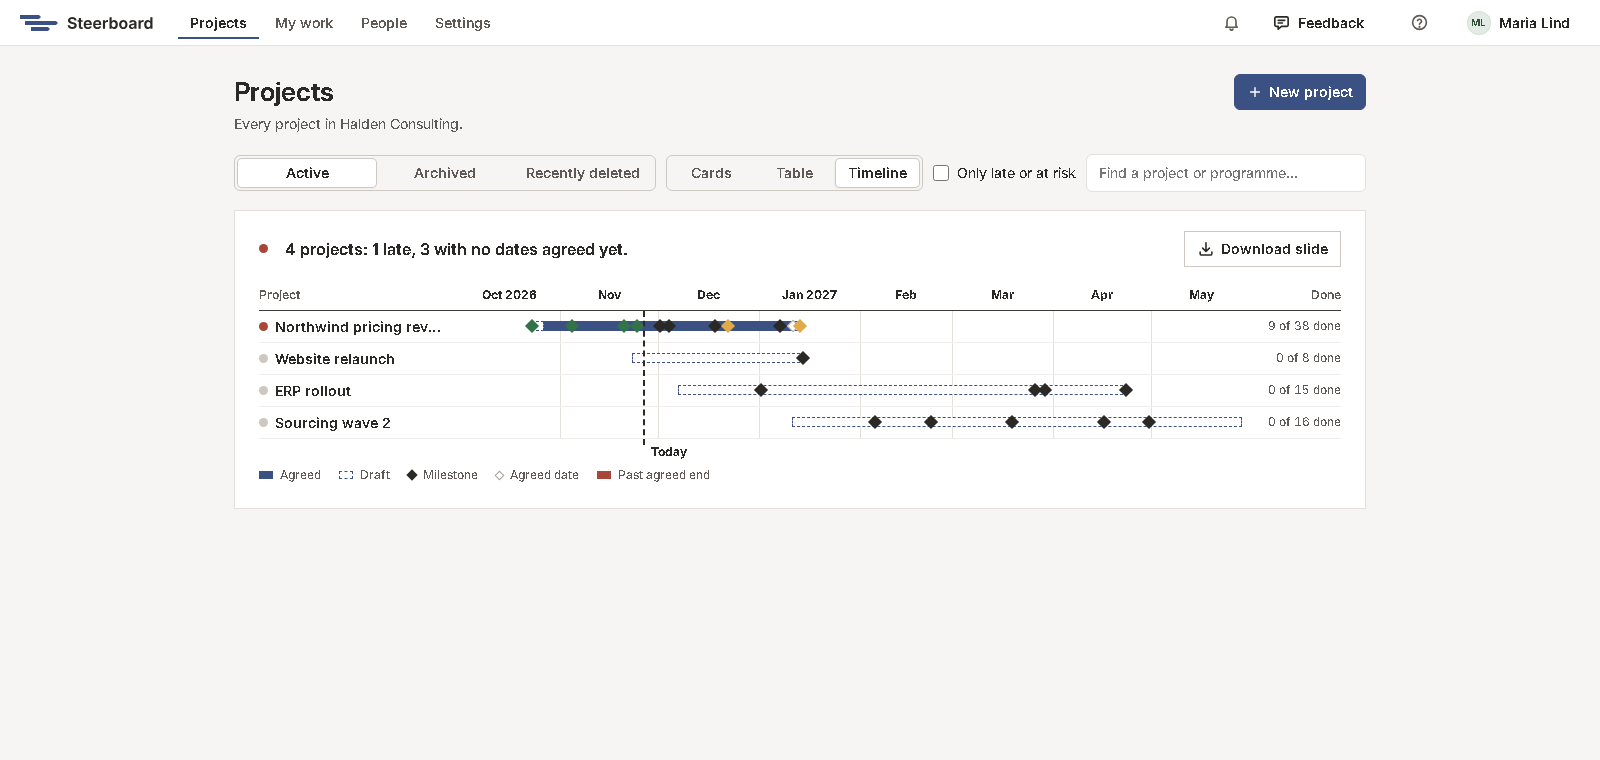 Steerboard Projects My work People Settings Feedback ML Maria Lind
Projects
New project
Every project in Halden Consulting.
Active Archived Recently deleted Cards Table Timeline Only late or at risk Find a project or programme...
4 projects: 1 late, 3 with no dates agreed yet.
Download slide
Project Oct 2026 Nov Dec Jan 2027 Feb Mar Apr May Done
Northwind pricing rev... 9 of 38 done
Website relaunch 0 of 8 done
ERP rollout 0 of 15 done
Sourcing wave 2 0 of 16 done
Today
Agreed Draft Milestone Agreed date Past agreed end